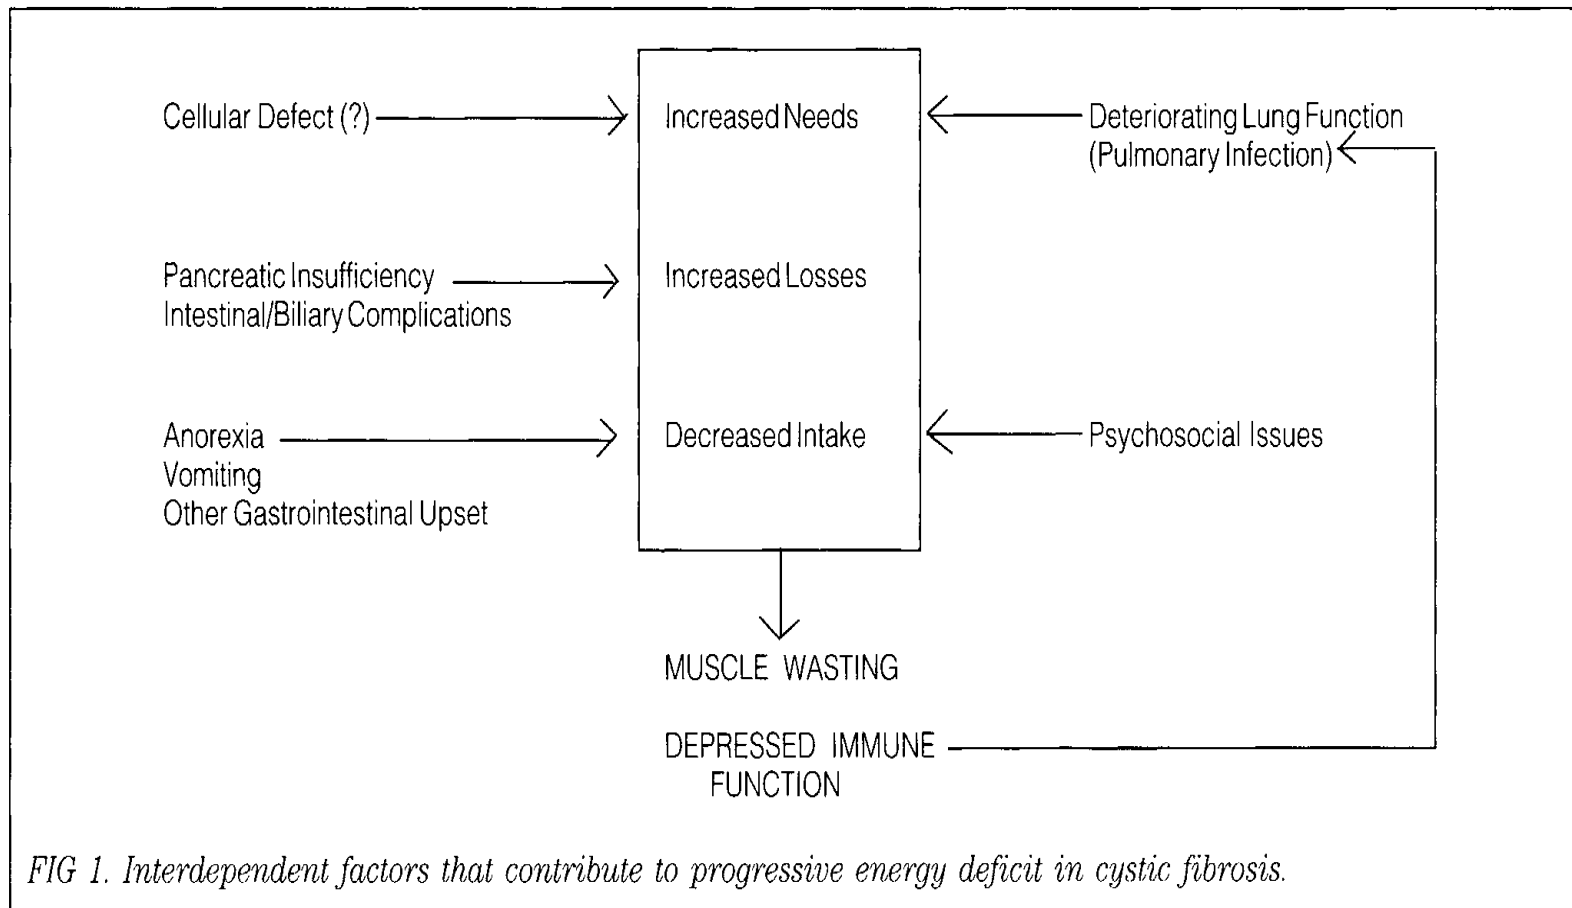 Cellular Defect (?)
Increased Needs
Deteriorating Lung Function
(Pulmonary Infection)
Pancreatic Insufficiency
Intestinal/Biliary Complications
Increased Losses
Anorexia
Vomiting
Other Gastrointestinal Upset
Decreased Intake
Psychosocial Issues
MUSCLE WASTING
DEPRESSED IMMUNE
FUNCTION
FIG 1. Interdependent factors that contribute to progressive energy deficit in cystic fibrosis.